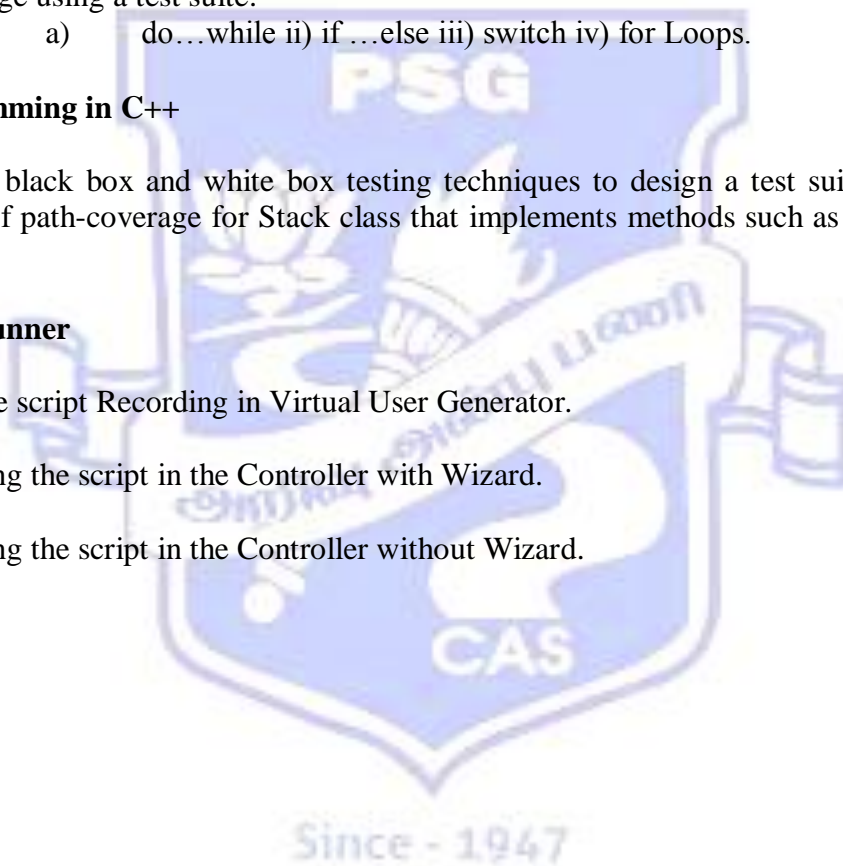 ge using a test suite.
a) do…while ii) if …else iii) switch iv) for Loops.
PSG
mming in C++
black box and white box testing techniques to design a test sui
f path-coverage for Stack class that implements methods such as
unner
e script Recording in Virtual User Generator.
ng the script in the Controller with Wizard.
ng the script in the Controller without Wizard.
CAS
Since - 1947